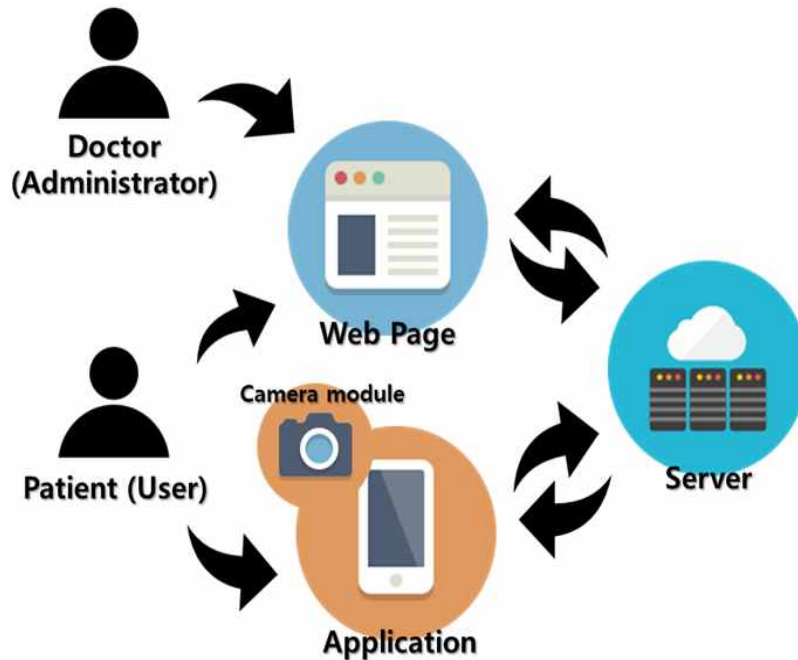 Doctor
(Administrator)
Web Page
Camera module
Patient (User)
Server
Application